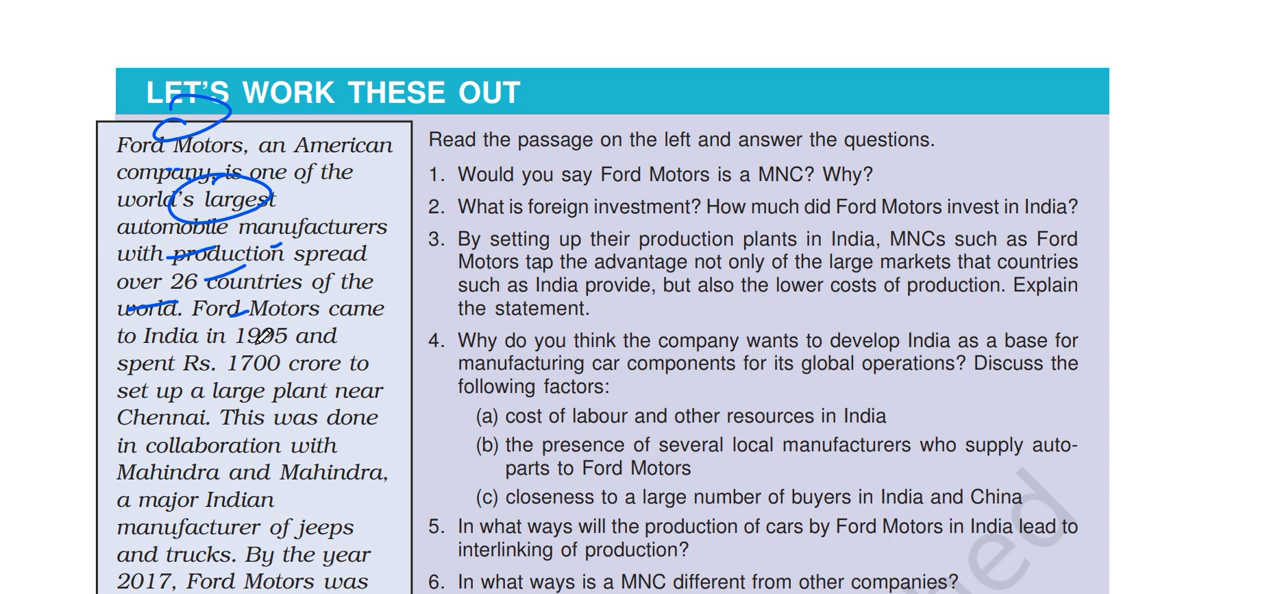 LET'S WORK THESE OUT
Ford Motors, an American
company, is one of the
world's largest
automobile manufacturers
with production spread
over 26 countries of the
world. Ford Motors came
to India in 1995 and
spent Rs. 1700 crore to
set up a large plant near
Chennai. This was done
in collaboration with
Mahindra and Mahindra,
a major Indian
manufacturer of jeeps
and trucks. By the year
2017, Ford Motors was
Read the passage on the left and answer the questions.
1. Would you say Ford Motors is a MNC? Why?
2. What is foreign investment? How much did Ford Motors invest in India?
3. By setting up their production plants in India, MNCs such as Ford
Motors tap the advantage not only of the large markets that countries
such as India provide, but also the lower costs of production. Explain
the statement.
4. Why do you think the company wants to develop India as a base for
manufacturing car components for its global operations? Discuss the
following factors:
(a) cost of labour and other resources in India
(b) the presence of several local manufacturers who supply auto-
parts to Ford Motors
(c) closeness to a large number of buyers in India and China
5. In what ways will the production of cars by Ford Motors in India lead to
interlinking of production?
6. In what ways is a MNC different from other companies?